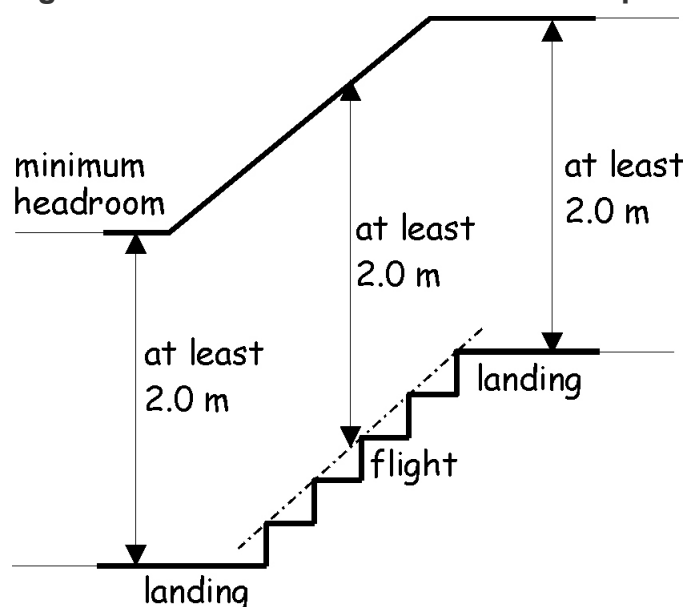 minimum
headroom
at least
2.0 m
at least
2.0 m
at least
2.0 m
landing
flight
landing